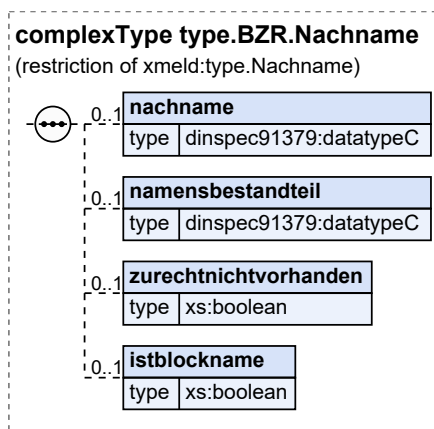 complexType type.BZR.Nachname
(restriction of xmeld:type.Nachname)
0..1 nachname
type dinspec91379:datatypeC
0..1 namensbestandteil
type dinspec91379:datatypeC
0..1 zurechtnichtvorhanden
type xs:boolean
0..1 istblockname
type xs:boolean